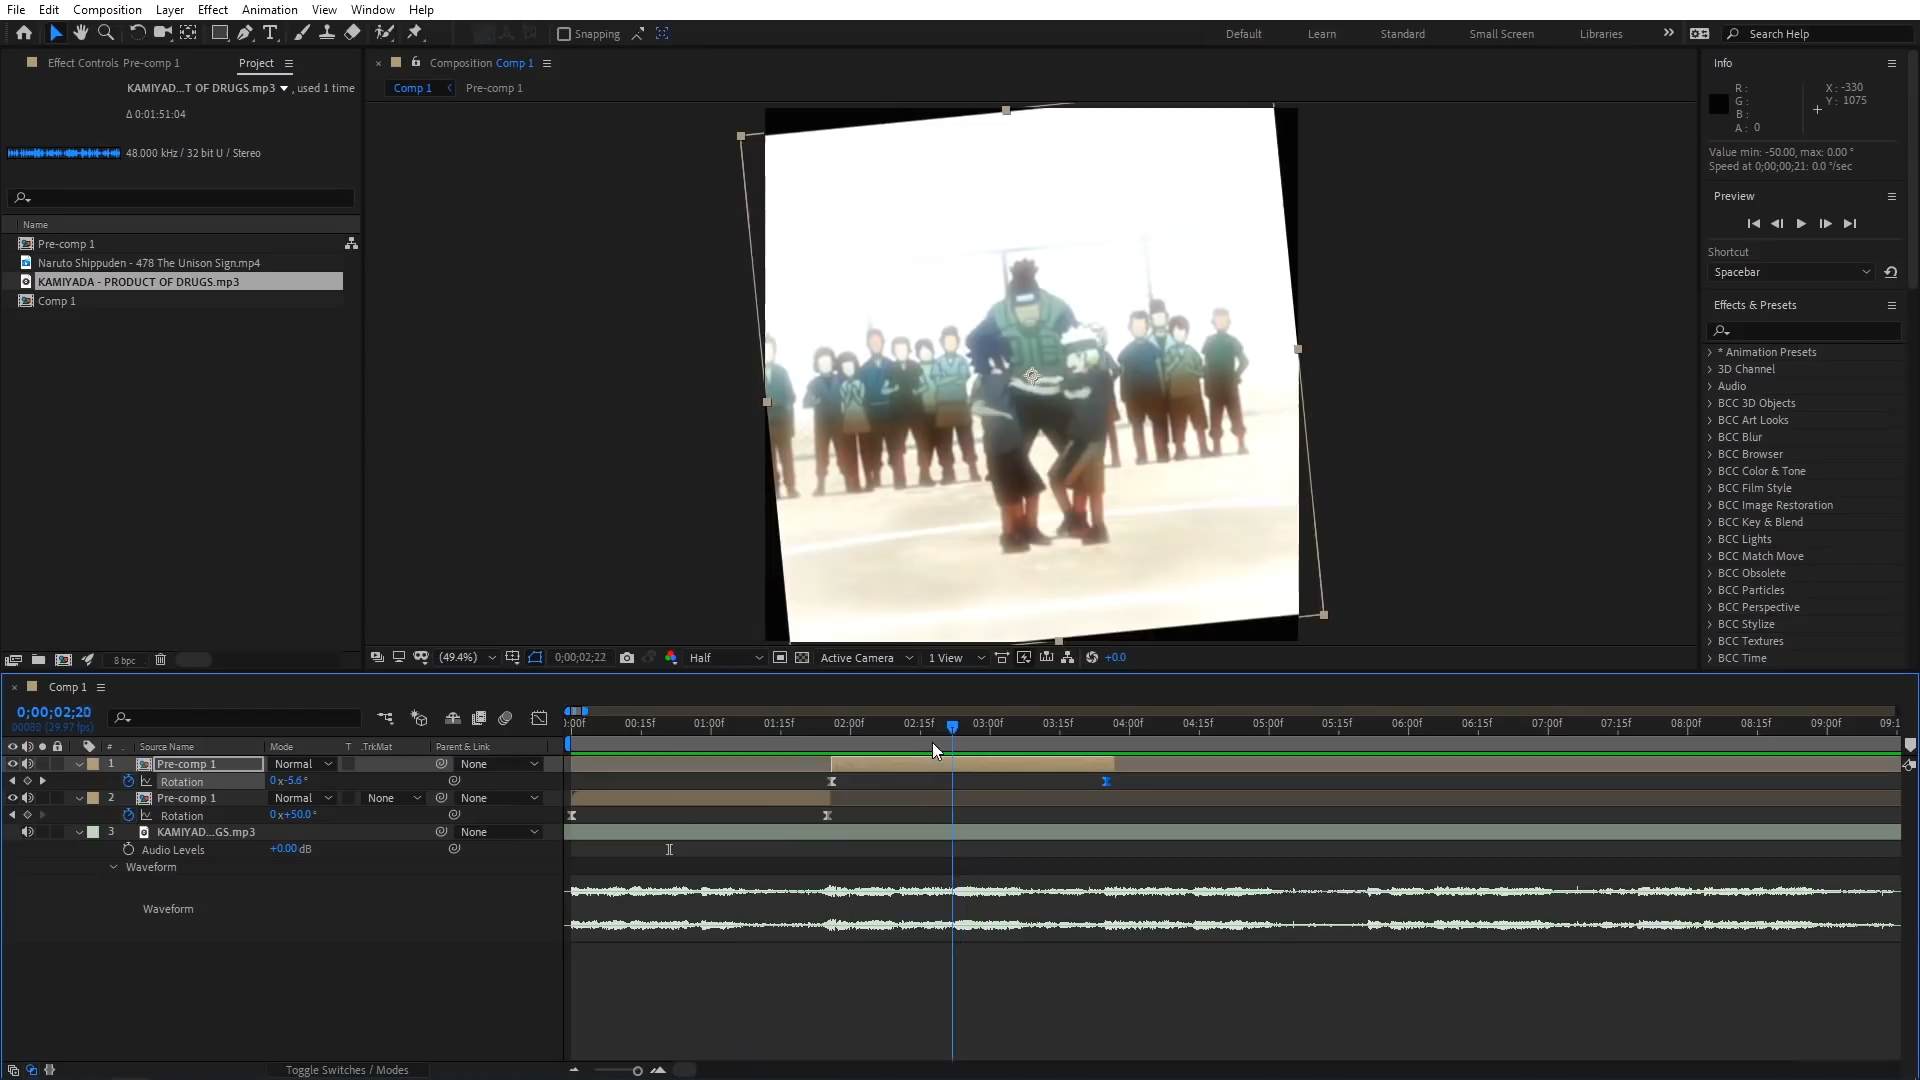 File Edit Composition Layer Effect Animation View Window Help
Snapping Default Learn Standard Small Screen Libraries Search Help
Effect Controls Pre-comp 1 Project
KAMIYAD...T OF DRUGS.mp3 , used 1 time
Δ 0:01:51:04
48.000 kHz / 32 bit U / Stereo
Name
Pre-comp 1
Naruto Shippuden - 478 The Unison Sign.mp4
KAMIYADA - PRODUCT OF DRUGS.mp3
Comp 1
8 bpc
Composition Comp 1
Comp 1 Pre-comp 1
(49.4%) 0;00;02;22 Half Active Camera 1 View +0.0
Info
R : X : -330
G : Y : 1075
B :
A : 0
Value min: -50.00, max: 0.00 °
Speed at 0;00;00;21: 0.0 °/sec
Preview
Shortcut
Spacebar
Effects & Presets
* Animation Presets
3D Channel
Audio
BCC 3D Objects
BCC Art Looks
BCC Blur
BCC Browser
BCC Color & Tone
BCC Film Style
BCC Image Restoration
BCC Key & Blend
BCC Lights
BCC Match Move
BCC Obsolete
BCC Particles
BCC Perspective
BCC Stylize
BCC Textures
BCC Time
Comp 1
0;00;02;20
(29.97 fps)
:00f 00:15f 01:00f 01:15f 02:00f 02:15f 03:00f 03:15f 04:00f 04:15f 05:00f 05:15f 06:00f 06:15f 07:00f 07:15f 08:00f 08:15f 09:00f 09:1
# Source Name Mode T .TrkMat Parent & Link
1 Pre-comp 1 Normal None
Rotation 0x-5.6°
2 Pre-comp 1 Normal None None
Rotation 0x+50.0°
3 KAMIYAD...GS.mp3 None
Audio Levels +0.00 dB
Waveform
Waveform
Toggle Switches / Modes